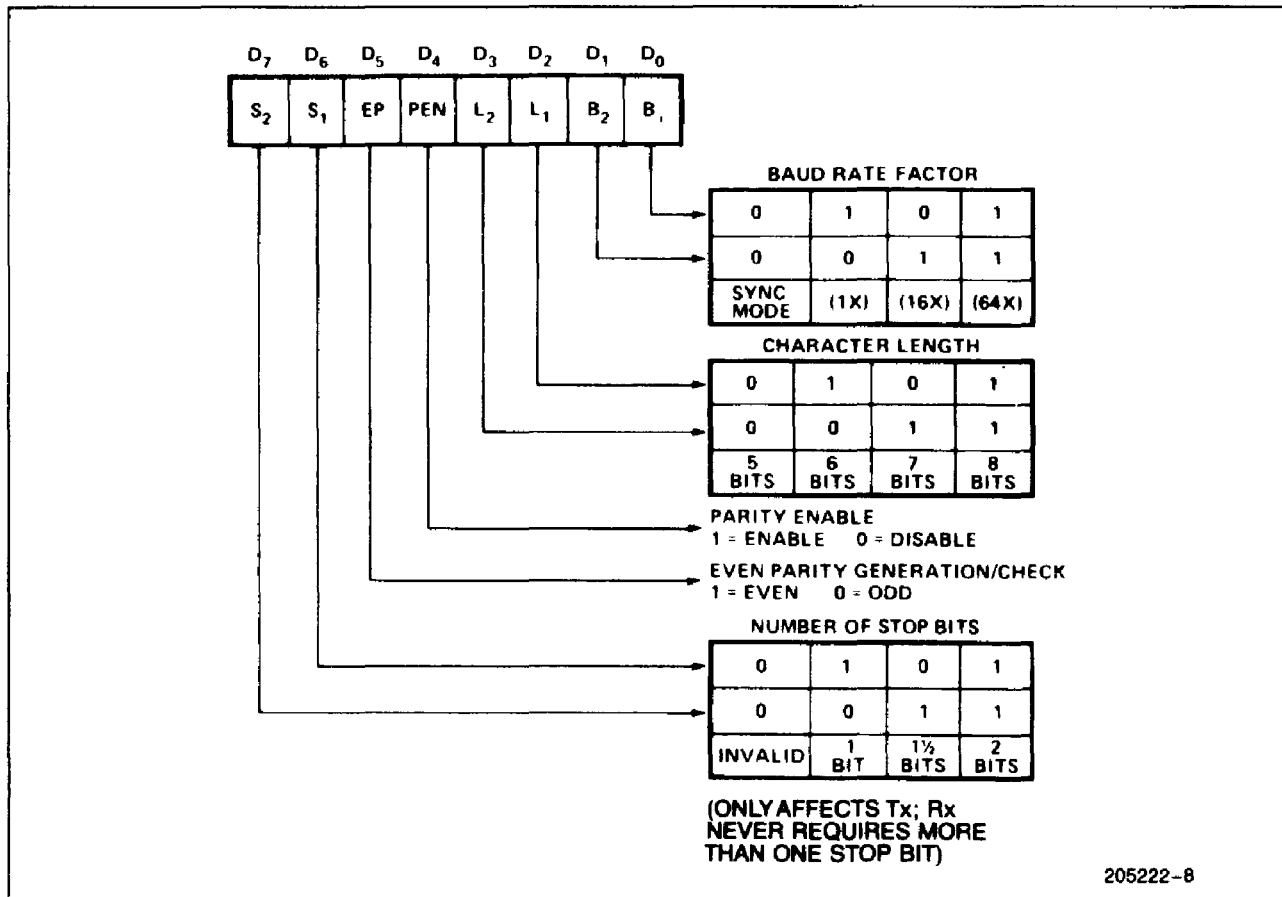 D7 D6 D5 D4 D3 D2 D1 D0
S2 S1 EP PEN L2 L1 B2 B1
BAUD RATE FACTOR
0 1 0 1
0 0 1 1
SYNC MODE (1X) (16X) (64X)
CHARACTER LENGTH
0 1 0 1
0 0 1 1
5 BITS 6 BITS 7 BITS 8 BITS
PARITY ENABLE
1 = ENABLE 0 = DISABLE
EVEN PARITY GENERATION/CHECK
1 = EVEN 0 = ODD
NUMBER OF STOP BITS
0 1 0 1
0 0 1 1
INVALID 1 BIT 1½ BITS 2 BITS
(ONLY AFFECTS Tx; Rx
NEVER REQUIRES MORE
THAN ONE STOP BIT)
205222-8